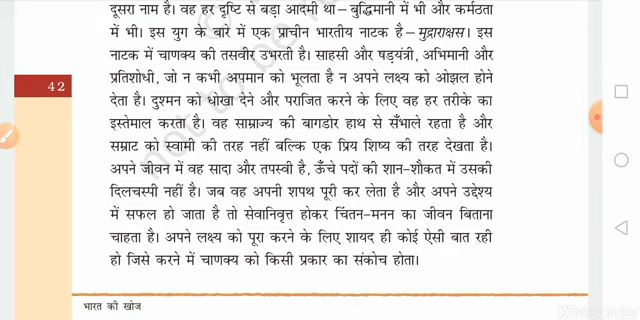 दूसरा नाम है। वह हर दृष्टि से बड़ा आदमी था – बुद्धिमानी में भी और कर्मठता
में भी। इस युग के बारे में एक प्राचीन भारतीय नाटक है – मुद्राराक्षस। इस
नाटक में चाणक्य की तसवीर उभरती है। साहसी और षड्यंत्री, अभिमानी और
प्रतिशोधी, जो न कभी अपमान को भूलता है न अपने लक्ष्य को ओझल होने
42
देता है। दुश्मन को धोखा देने और पराजित करने के लिए वह हर तरीके का
इस्तेमाल करता है। वह साम्राज्य की बागडोर हाथ से सँभाले रहता है और
सम्राट को स्वामी की तरह नहीं बल्कि एक प्रिय शिष्य की तरह देखता है।
अपने जीवन में वह सादा और तपस्वी है, ऊँचे पदों की शान-शौकत में उसकी
दिलचस्पी नहीं है। जब वह अपनी शपथ पूरी कर लेता है और अपने उद्देश्य
में सफल हो जाता है तो सेवानिवृत्त होकर चिंतन-मनन का जीवन बिताना
चाहता है। अपने लक्ष्य को पूरा करने के लिए शायद ही कोई ऐसी बात रही
हो जिसे करने में चाणक्य को किसी प्रकार का संकोच होता।
भारत की खोज
not to be